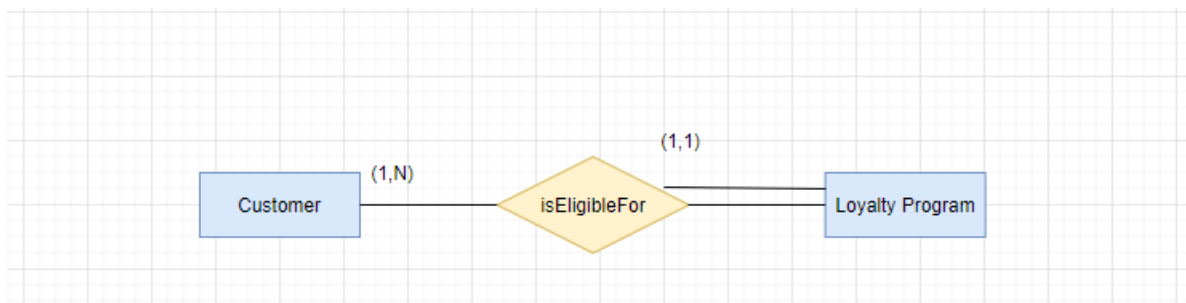 (1,1)
(1,N)
Customer
isEligibleFor
Loyalty Program